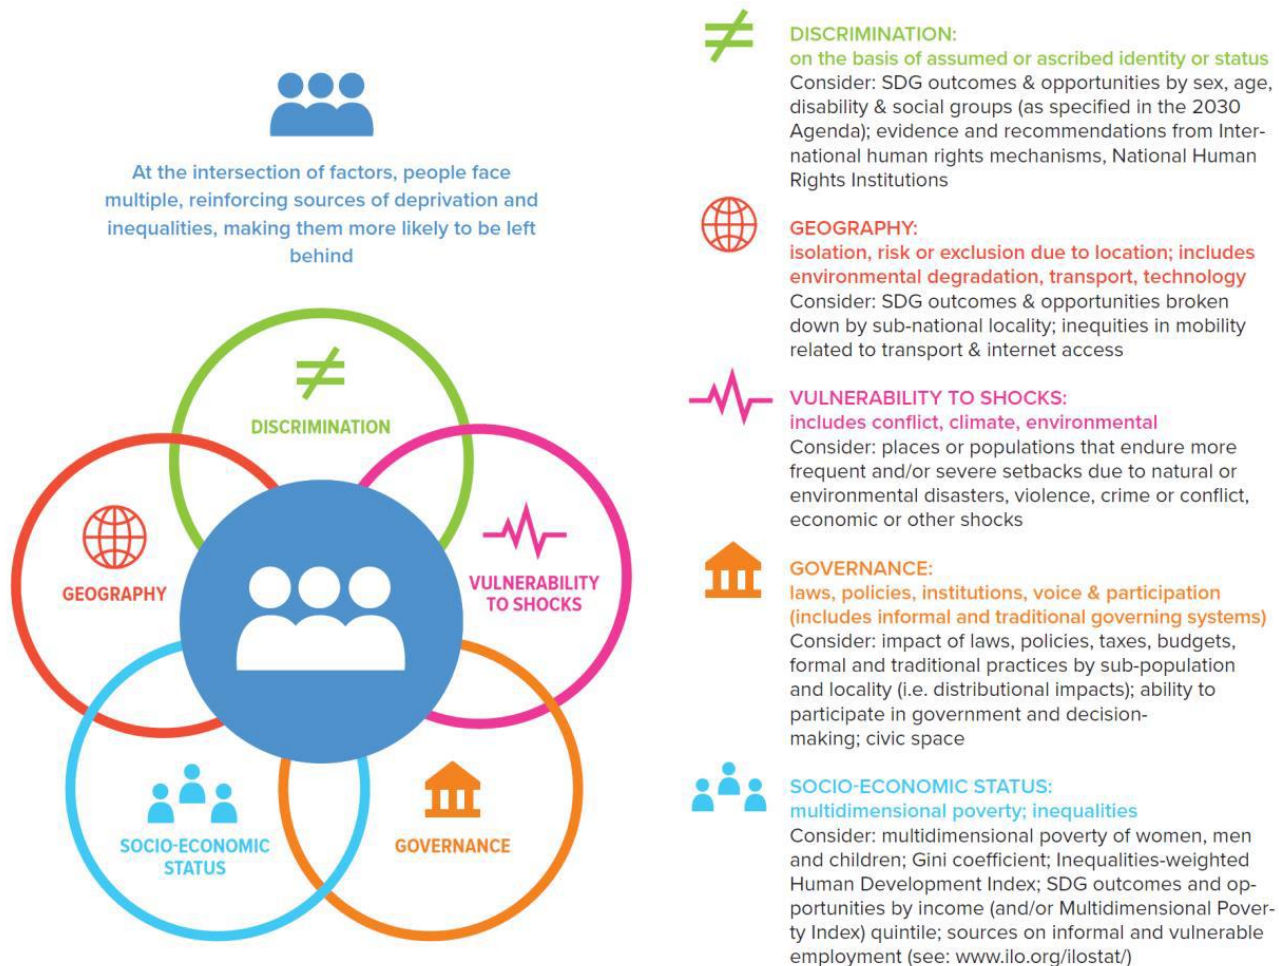 At the intersection of factors, people face
multiple, reinforcing sources of deprivation and
inequalities, making them more likely to be left
behind
DISCRIMINATION
GEOGRAPHY
VULNERABILITY
TO SHOCKS
SOCIO-ECONOMIC
STATUS
GOVERNANCE
DISCRIMINATION:
on the basis of assumed or ascribed identity or status
Consider: SDG outcomes & opportunities by sex, age,
disability & social groups (as specified in the 2030
Agenda); evidence and recommendations from Inter-
national human rights mechanisms, National Human
Rights Institutions
GEOGRAPHY:
isolation, risk or exclusion due to location; includes
environmental degradation, transport, technology
Consider: SDG outcomes & opportunities broken
down by sub-national locality; inequities in mobility
related to transport & internet access
VULNERABILITY TO SHOCKS:
includes conflict, climate, environmental
Consider: places or populations that endure more
frequent and/or severe setbacks due to natural or
environmental disasters, violence, crime or conflict,
economic or other shocks
GOVERNANCE:
laws, policies, institutions, voice & participation
(includes informal and traditional governing systems)
Consider: impact of laws, policies, taxes, budgets,
formal and traditional practices by sub-population
and locality (i.e. distributional impacts); ability to
participate in government and decision-
making; civic space
SOCIO-ECONOMIC STATUS:
multidimensional poverty; inequalities
Consider: multidimensional poverty of women, men
and children; Gini coefficient; Inequalities-weighted
Human Development Index; SDG outcomes and op-
portunities by income (and/or Multidimensional Pover-
ty Index) quintile; sources on informal and vulnerable
employment (see: www.ilo.org/ilostat/)